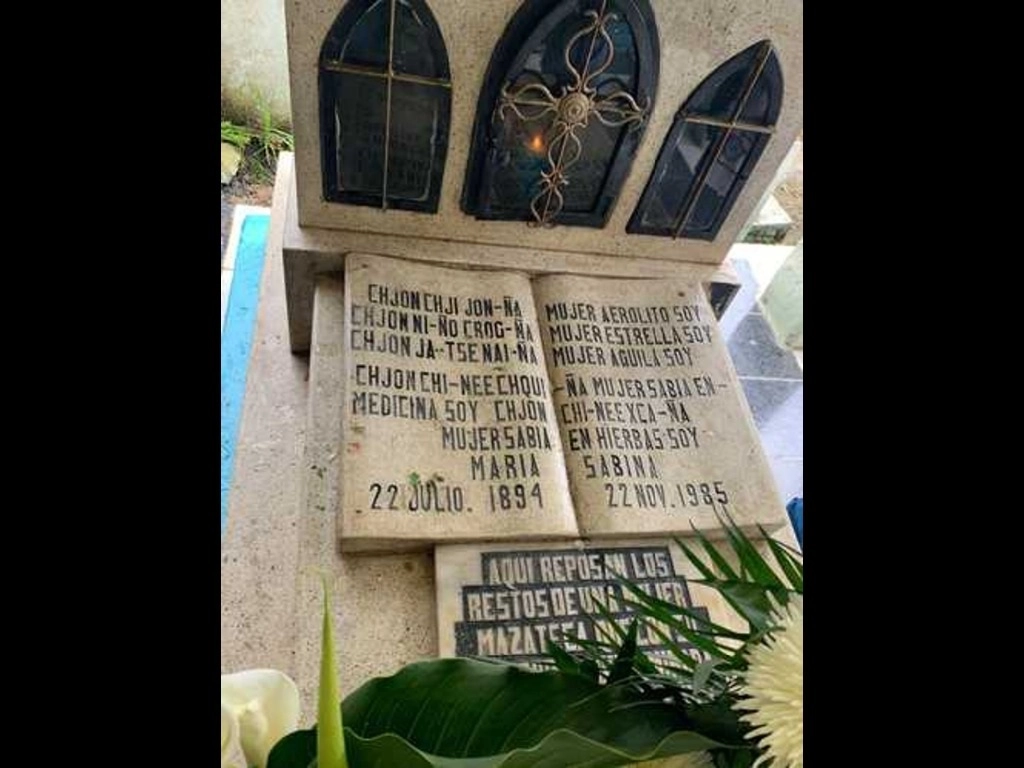 CHJON CHJI JON-ÑA MUJER AEROLITO SOY
CHJON NI-ÑO CROG-ÑA MUJER ESTRELLA SOY
CHJON JA-TSE NAI-ÑA MUJER AGUILA SOY
CHJON CHI-NEE CHQUI-ÑA MUJER SABIA EN-
MEDICINA SOY CHJON CHI-NEE XCA-ÑA
MUJER SABIA EN HIERBAS SOY
MARIA SABINA
22 JULIO. 1894 22 NOV. 1985
AQUI REPOSAN LOS
RESTOS DE UNA MUJER